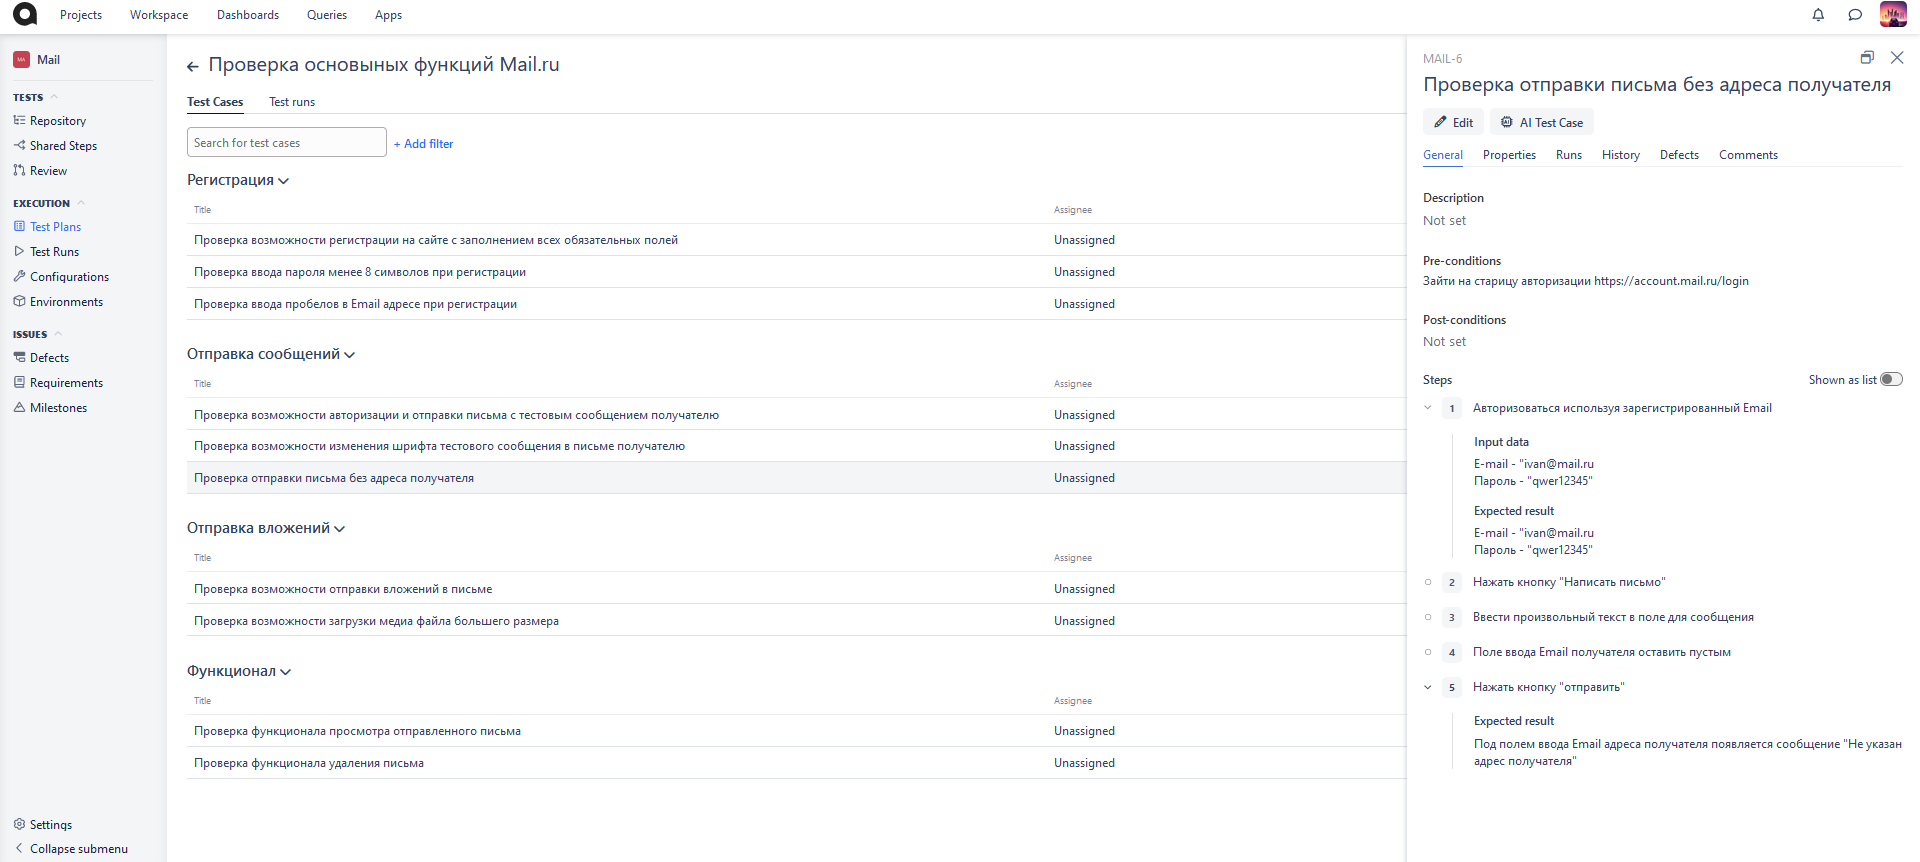 Projects Workspace Dashboards Queries Apps
MA Mail
TESTS
Repository
Shared Steps
Review
EXECUTION
Test Plans
Test Runs
Configurations
Environments
ISSUES
Defects
Requirements
Milestones
Settings
Collapse submenu
Проверка основыных функций Mail.ru
Test Cases Test runs
Search for test cases + Add filter
Регистрация
Title Assignee
Проверка возможности регистрации на сайте с заполнением всех обязательных полей Unassigned
Проверка ввода пароля менее 8 символов при регистрации Unassigned
Проверка ввода пробелов в Email адресе при регистрации Unassigned
Отправка сообщений
Title Assignee
Проверка возможности авторизации и отправки письма с тестовым сообщением получателю Unassigned
Проверка возможности изменения шрифта тестового сообщения в письме получателю Unassigned
Проверка отправки письма без адреса получателя Unassigned
Отправка вложений
Title Assignee
Проверка возможности отправки вложений в письме Unassigned
Проверка возможности загрузки медиа файла большего размера Unassigned
Функционал
Title Assignee
Проверка функционала просмотра отправленного письма Unassigned
Проверка функционала удаления письма Unassigned
MAIL-6
Проверка отправки письма без адреса получателя
Edit AI Test Case
General Properties Runs History Defects Comments
Description
Not set
Pre-conditions
Зайти на старицу авторизации https://account.mail.ru/login
Post-conditions
Not set
Steps Shown as list
1 Авторизоваться используя зарегистрированный Email
Input data
E-mail - "ivan@mail.ru
Пароль - "qwer12345"
Expected result
E-mail - "ivan@mail.ru
Пароль - "qwer12345"
2 Нажать кнопку "Написать письмо"
3 Ввести произвольный текст в поле для сообщения
4 Поле ввода Email получателя оставить пустым
5 Нажать кнопку "отправить"
Expected result
Под полем ввода Email адреса получателя появляется сообщение "Не указан
адрес получателя"